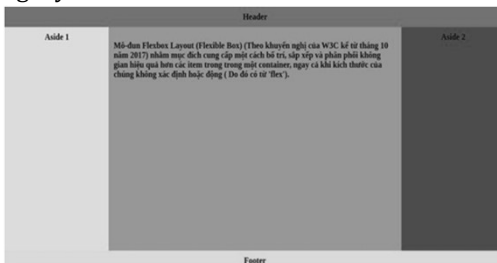 Header
Aside 1
Mô-đun Flexbox Layout (Flexible Box) (Theo khuyến nghị của W3C kể từ tháng 10
năm 2017) nhằm mục đích cung cấp một cách bố trí, sắp xếp và phân phối không
gian hiệu quả hơn các item trong trong một container, ngay cả khi kích thước của
chúng không xác định hoặc động ( Do đó có từ 'flex').
Aside 2
Footer